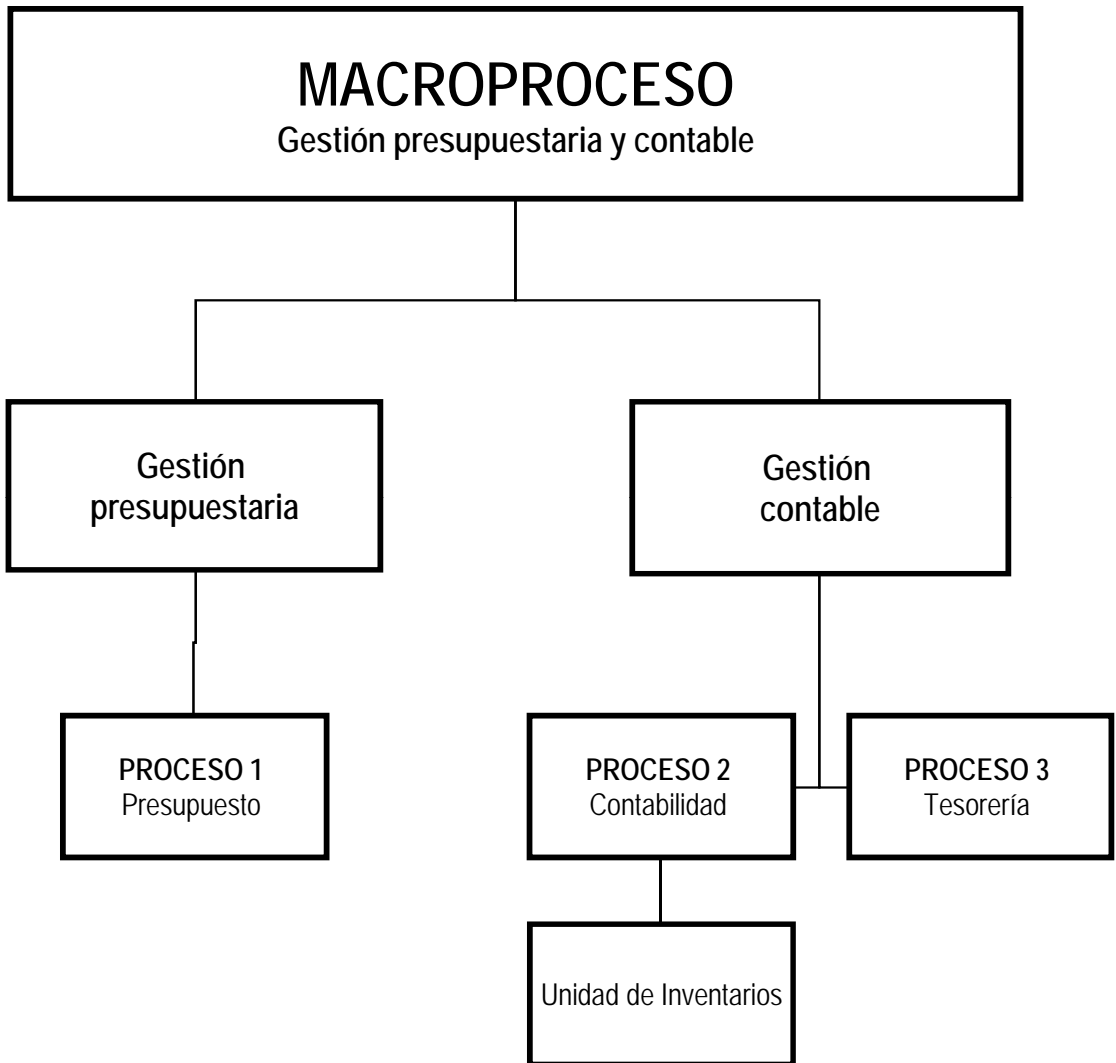 MACROPROCESO
Gestión presupuestaria y contable
Gestión
presupuestaria
Gestión
contable
PROCESO 1
Presupuesto
PROCESO 2
Contabilidad
PROCESO 3
Tesorería
Unidad de Inventarios